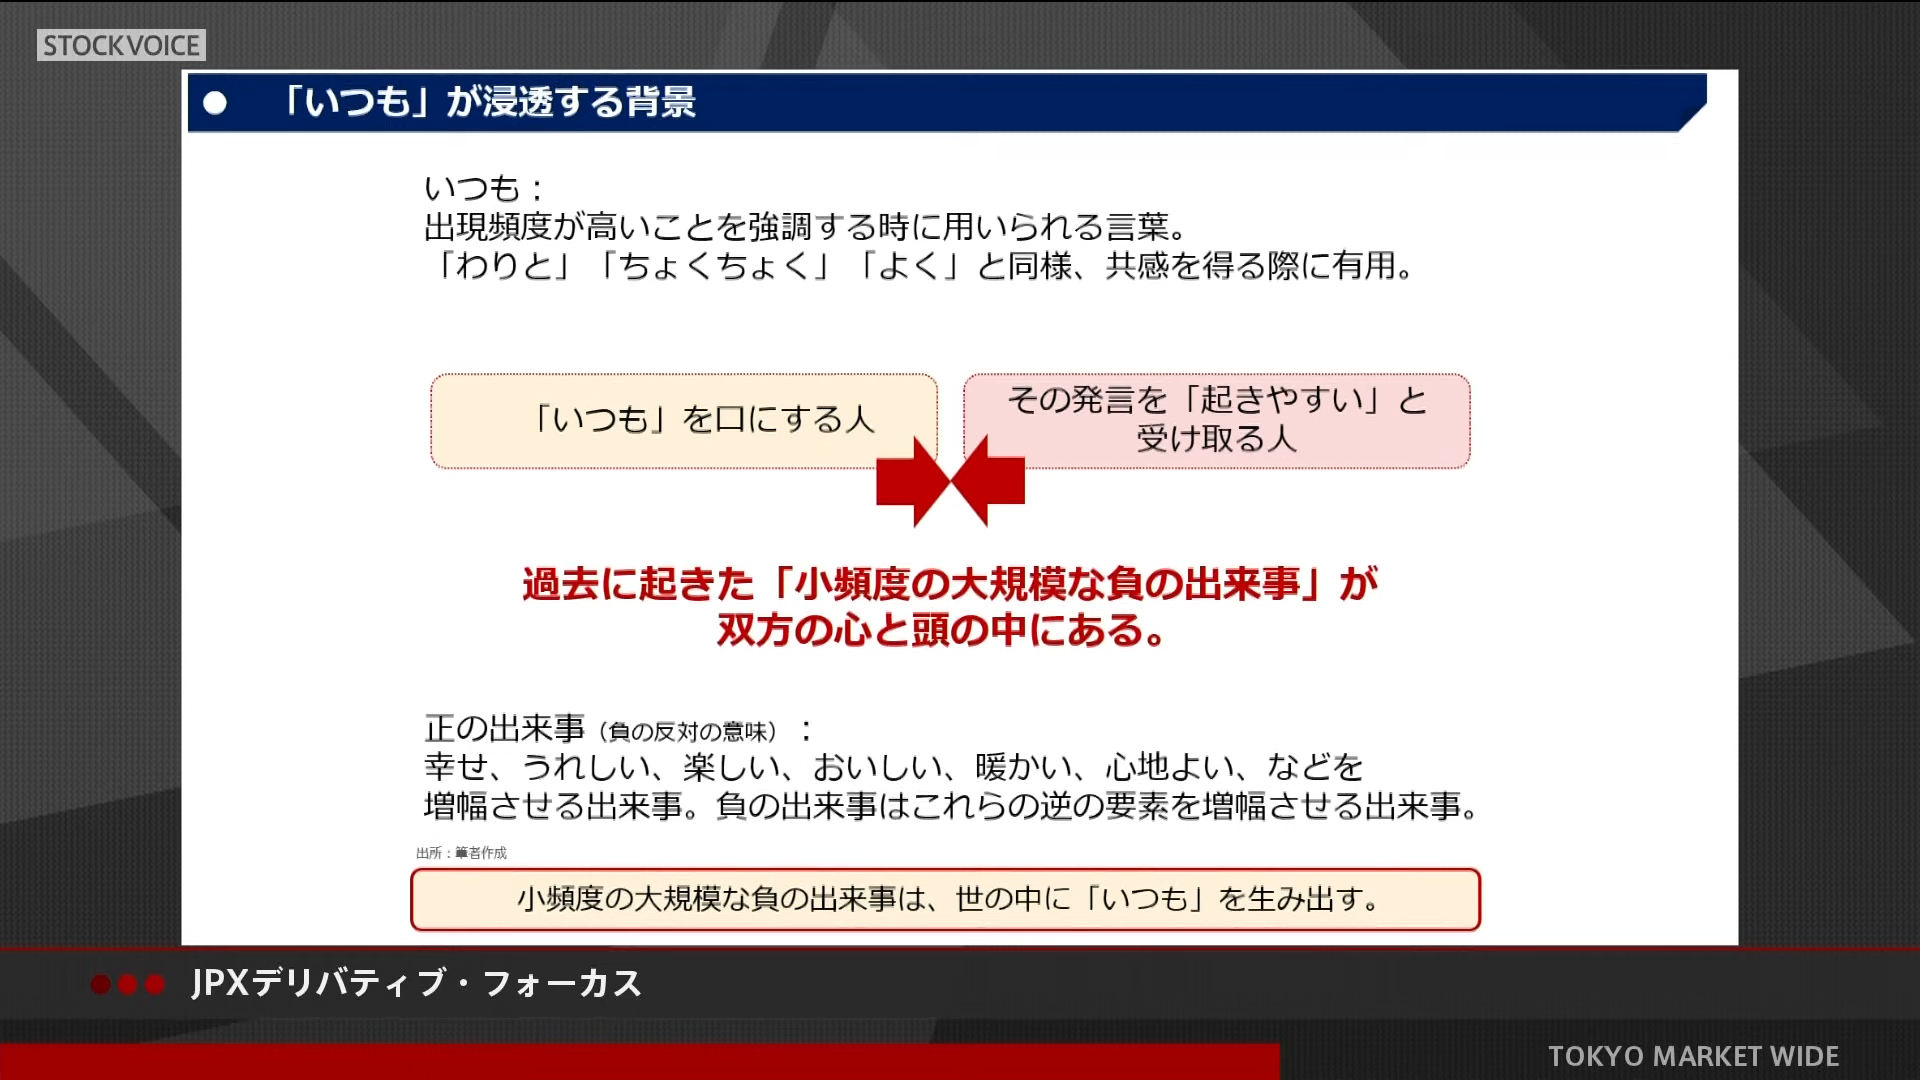 STOCKVOICE
● 「いつも」が浸透する背景
いつも：
出現頻度が高いことを強調する時に用いられる言葉。
「わりと」「ちょくちょく」「よく」と同様、共感を得る際に有用。
「いつも」を口にする人
その発言を「起きやすい」と
受け取る人
過去に起きた「小頻度の大規模な負の出来事」が
双方の心と頭の中にある。
正の出来事（負の反対の意味）：
幸せ、うれしい、楽しい、おいしい、暖かい、心地よい、などを
増幅させる出来事。負の出来事はこれらの逆の要素を増幅させる出来事。
出所：筆者作成
小頻度の大規模な負の出来事は、世の中に「いつも」を生み出す。
JPXデリバティブ・フォーカス
TOKYO MARKET WIDE